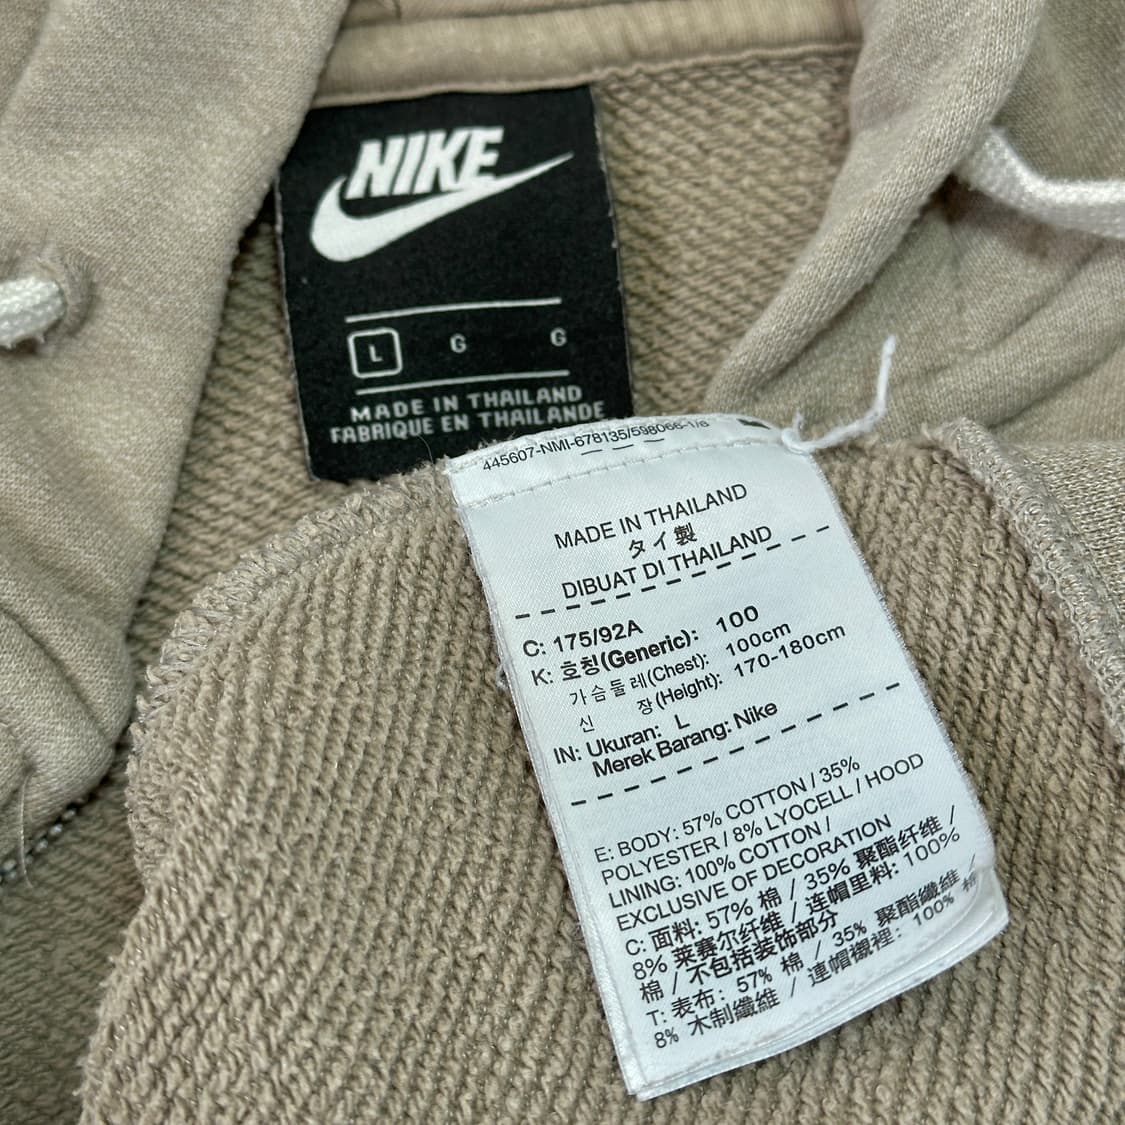 NIKE
L G G
MADE IN THAILAND
FABRIQUE EN THAILANDE
445607-NMI-678135/598066-1/8
MADE IN THAILAND
タイ製
DIBUAT DI THAILAND
C: 175/92A
K: 호칭(Generic): 100
가슴둘레(Chest): 100cm
신 장(Height): 170-180cm
IN: Ukuran: L
Merek Barang: Nike
E: BODY: 57% COTTON / 35%
POLYESTER / 8% LYOCELL / HOOD
LINING: 100% COTTON /
EXCLUSIVE OF DECORATION
C: 面料: 57% 棉 / 35% 聚酯纤维 /
8% 莱赛尔纤维 / 连帽里料: 100%
棉 / 不包括装饰部分
T: 表布: 57% 棉 / 35% 聚酯纖維 /
8% 木制纖維 / 連帽襯裡: 100% 棉